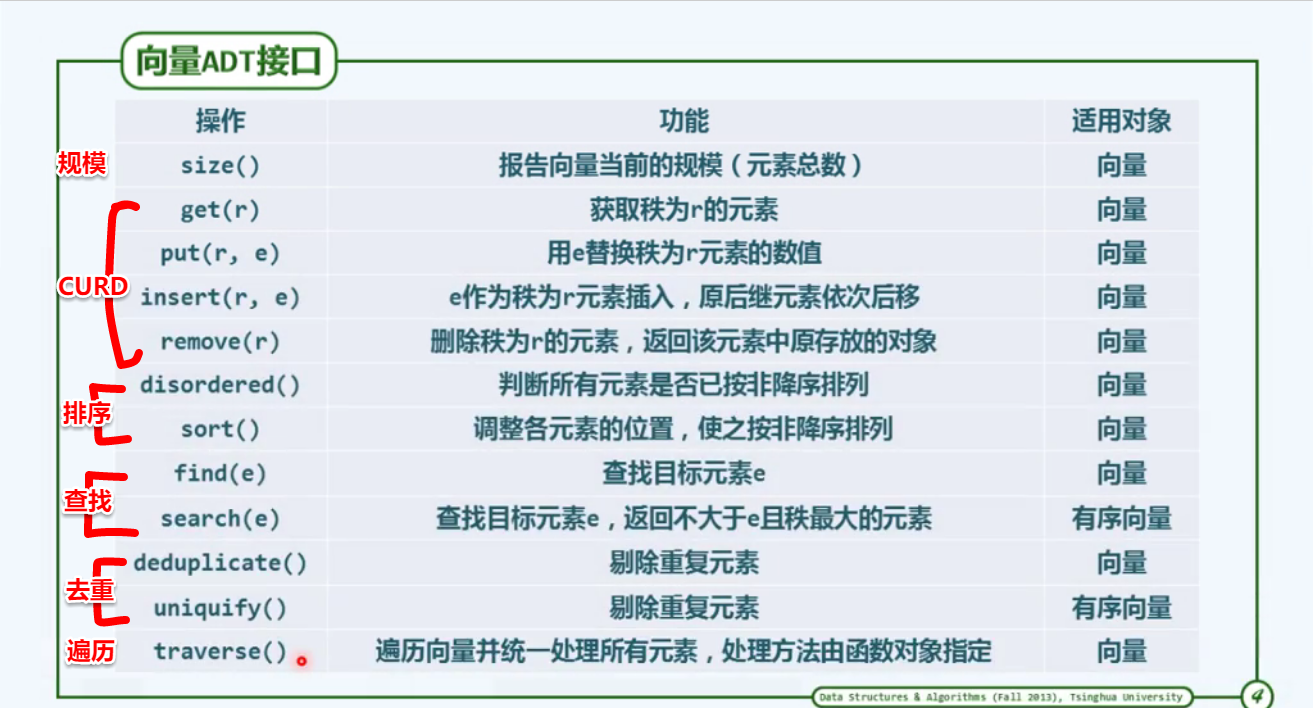 向量ADT接口
操作 功能 适用对象
规模 size() 报告向量当前的规模（元素总数） 向量
get(r) 获取秩为r的元素 向量
put(r, e) 用e替换秩为r元素的数值 向量
CURD insert(r, e) e作为秩为r元素插入，原后继元素依次后移 向量
remove(r) 删除秩为r的元素，返回该元素中原存放的对象 向量
disordered() 判断所有元素是否已按非降序排列 向量
排序
sort() 调整各元素的位置，使之按非降序排列 向量
find(e) 查找目标元素e 向量
查找
search(e) 查找目标元素e，返回不大于e且秩最大的元素 有序向量
deduplicate() 剔除重复元素 向量
去重
uniquify() 剔除重复元素 有序向量
遍历 traverse() 遍历向量并统一处理所有元素，处理方法由函数对象指定 向量
Data Structures & Algorithms (Fall 2013), Tsinghua University 4